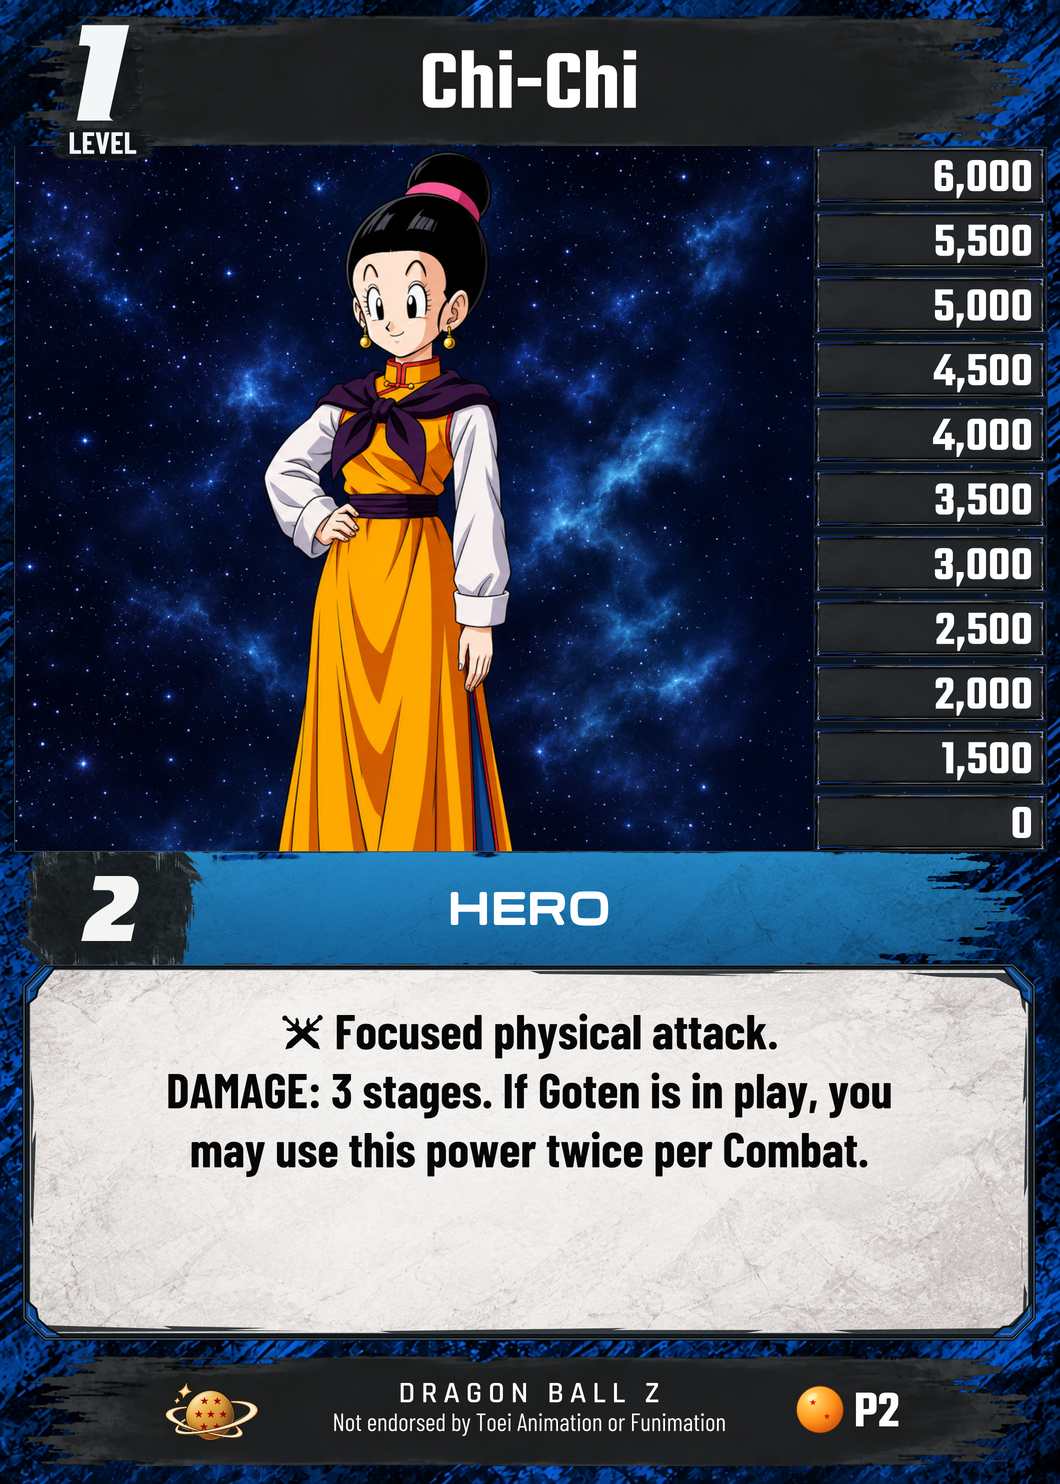 1
LEVEL
Chi-Chi
6,000
5,500
5,000
4,500
4,000
3,500
3,000
2,500
2,000
1,500
0
2
HERO
Focused physical attack.
DAMAGE: 3 stages. If Goten is in play, you
may use this power twice per Combat.
DRAGON BALL Z
Not endorsed by Toei Animation or Funimation
P2